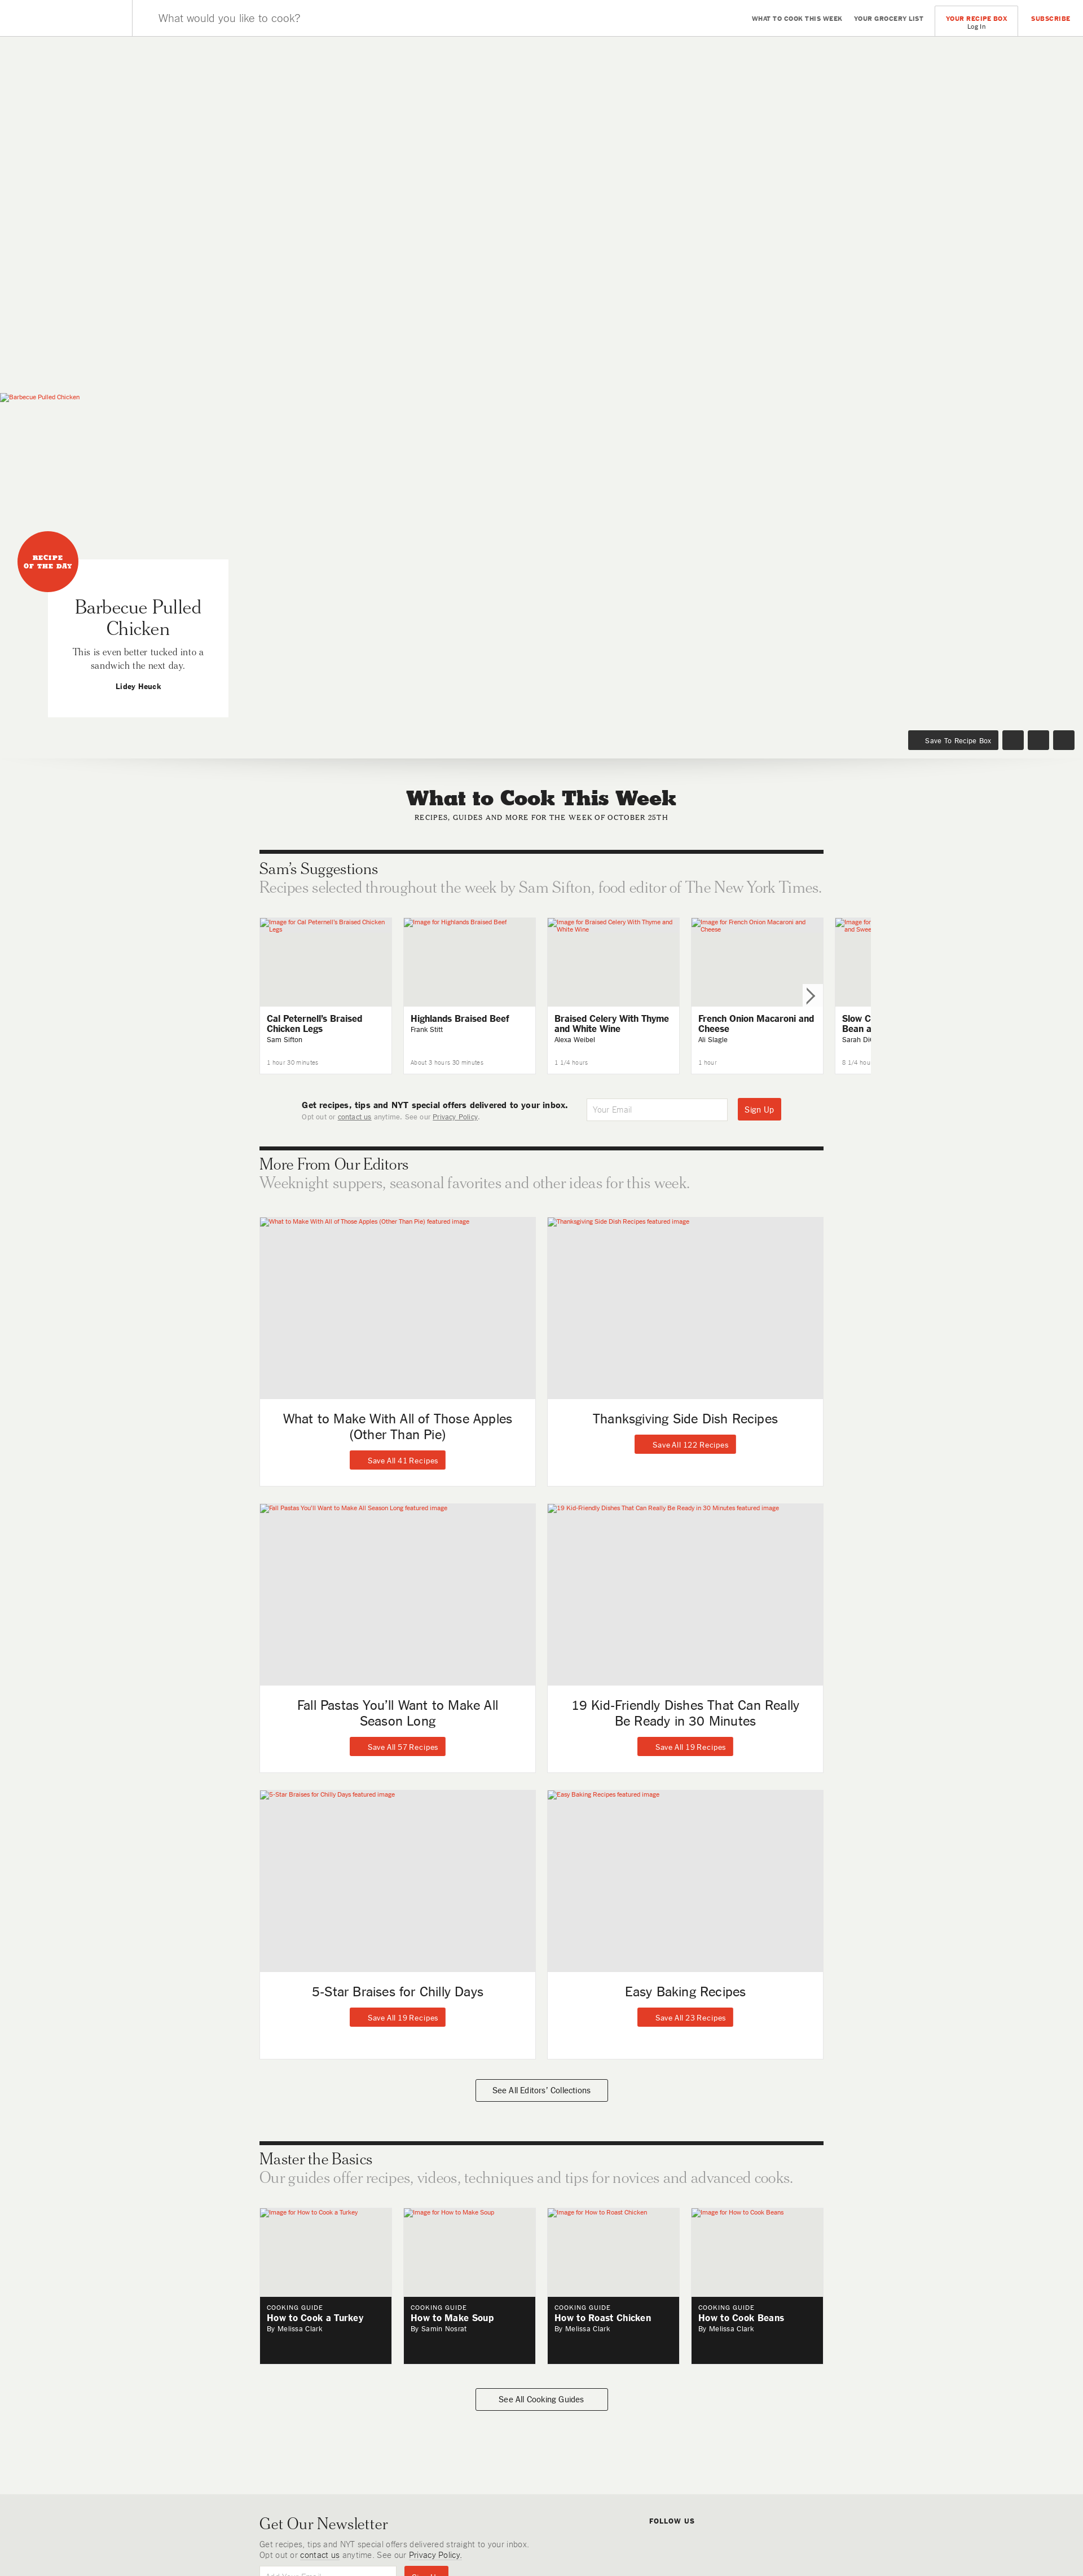 What would you like to cook?
WHAT TO COOK THIS WEEK
YOUR GROCERY LIST
YOUR RECIPE BOX
Log In
SUBSCRIBE
Barbecue Pulled Chicken
RECIPE
OF THE DAY
Barbecue Pulled
Chicken
This is even better tucked into a
sandwich the next day.
Lidey Heuck
Save To Recipe Box
What to Cook This Week
RECIPES, GUIDES AND MORE FOR THE WEEK OF OCTOBER 25TH
Sam's Suggestions
Recipes selected throughout the week by Sam Sifton, food editor of The New York Times.
Image for Cal Peternell's Braised Chicken
Legs
Cal Peternell's Braised
Chicken Legs
Sam Sifton
1 hour 30 minutes
Image for Highlands Braised Beef
Highlands Braised Beef
Frank Stitt
About 3 hours 30 minutes
Image for Braised Celery With Thyme and
White Wine
Braised Celery With Thyme
and White Wine
Alexa Weibel
1 1/4 hours
Image for French Onion Macaroni and
Cheese
French Onion Macaroni and
Cheese
Ali Slagle
1 hour
Image for
and Swee
Slow C
Bean a
Sarah Di
8 1/4 hou
Get recipes, tips and NYT special offers delivered to your inbox.
Opt out or contact us anytime. See our Privacy Policy.
Your Email
Sign Up
More From Our Editors
Weeknight suppers, seasonal favorites and other ideas for this week.
What to Make With All of Those Apples (Other Than Pie) featured image
What to Make With All of Those Apples
(Other Than Pie)
Save All 41 Recipes
Thanksgiving Side Dish Recipes featured image
Thanksgiving Side Dish Recipes
Save All 122 Recipes
Fall Pastas You'll Want to Make All Season Long featured image
Fall Pastas You'll Want to Make All
Season Long
Save All 57 Recipes
19 Kid-Friendly Dishes That Can Really Be Ready in 30 Minutes featured image
19 Kid-Friendly Dishes That Can Really
Be Ready in 30 Minutes
Save All 19 Recipes
5-Star Braises for Chilly Days featured image
5-Star Braises for Chilly Days
Save All 19 Recipes
Easy Baking Recipes featured image
Easy Baking Recipes
Save All 23 Recipes
See All Editors' Collections
Master the Basics
Our guides offer recipes, videos, techniques and tips for novices and advanced cooks.
Image for How to Cook a Turkey
COOKING GUIDE
How to Cook a Turkey
By Melissa Clark
Image for How to Make Soup
COOKING GUIDE
How to Make Soup
By Samin Nosrat
Image for How to Roast Chicken
COOKING GUIDE
How to Roast Chicken
By Melissa Clark
Image for How to Cook Beans
COOKING GUIDE
How to Cook Beans
By Melissa Clark
See All Cooking Guides
Get Our Newsletter
Get recipes, tips and NYT special offers delivered straight to your inbox.
Opt out or contact us anytime. See our Privacy Policy.
FOLLOW US